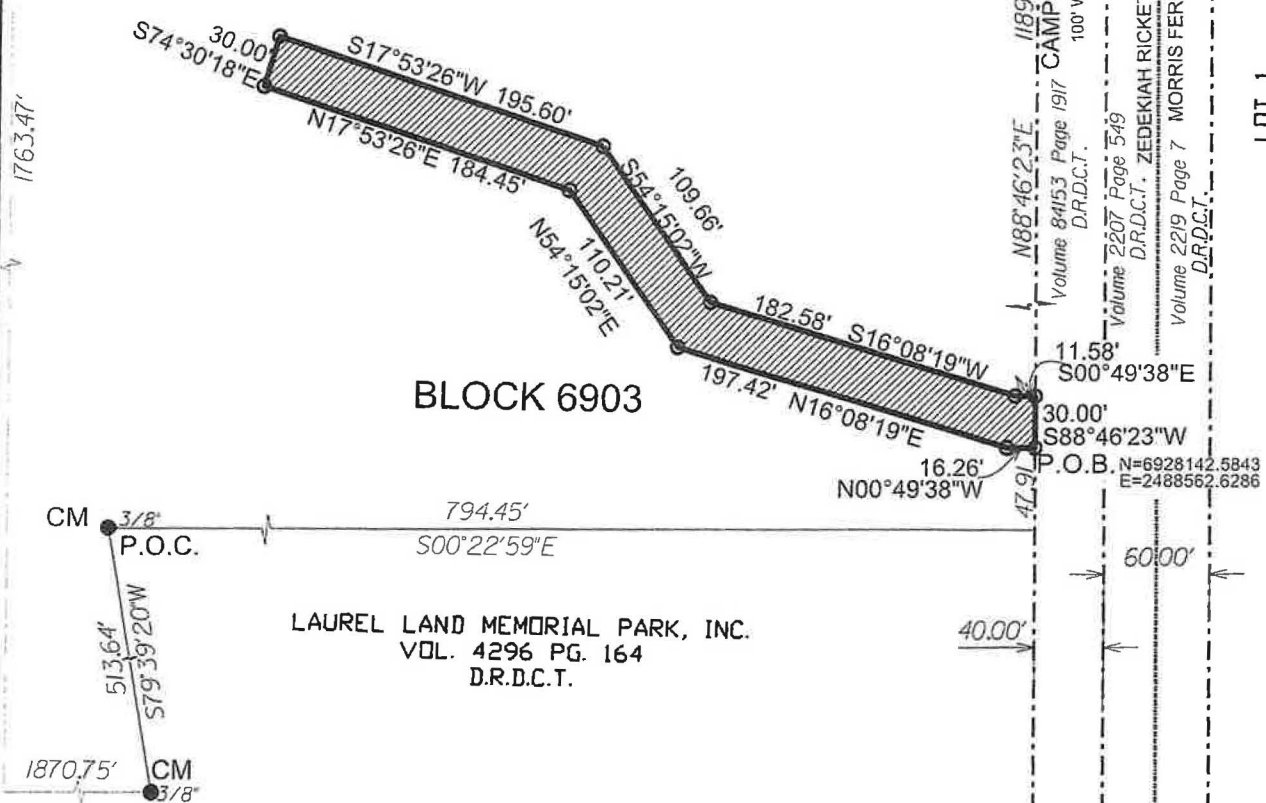 1763.47'
30.00'
S74°30'18"E
S17°53'26"W 195.60'
N17°53'26"E 184.45'
109.66'
S54°15'02"W
110.21'
N54°15'02"E
182.58' S16°08'19"W
197.42' N16°08'19"E
11.58'
S00°49'38"E
30.00'
S88°46'23"W
P.O.B. N=6928142.5843
E=2488562.6286
16.26'
N00°49'38"W
47.91
BLOCK 6903
N88°46'23"E 1189
Volume 84153 Page 1917 CAMP
D.R.D.C.T. 100'
Volume 2207 Page 549
D.R.D.C.T. ZEDEKIAH RICKE
Volume 2219 Page 7 MORRIS FER
D.R.D.C.T.
LOT 1
CM 3/8"
P.O.C.
794.45'
S00°22'59"E
513.64'
S79°39'20"W
LAUREL LAND MEMORIAL PARK, INC.
VOL. 4296 PG. 164
D.R.D.C.T.
60.00'
40.00'
1870.75' CM
3/8"